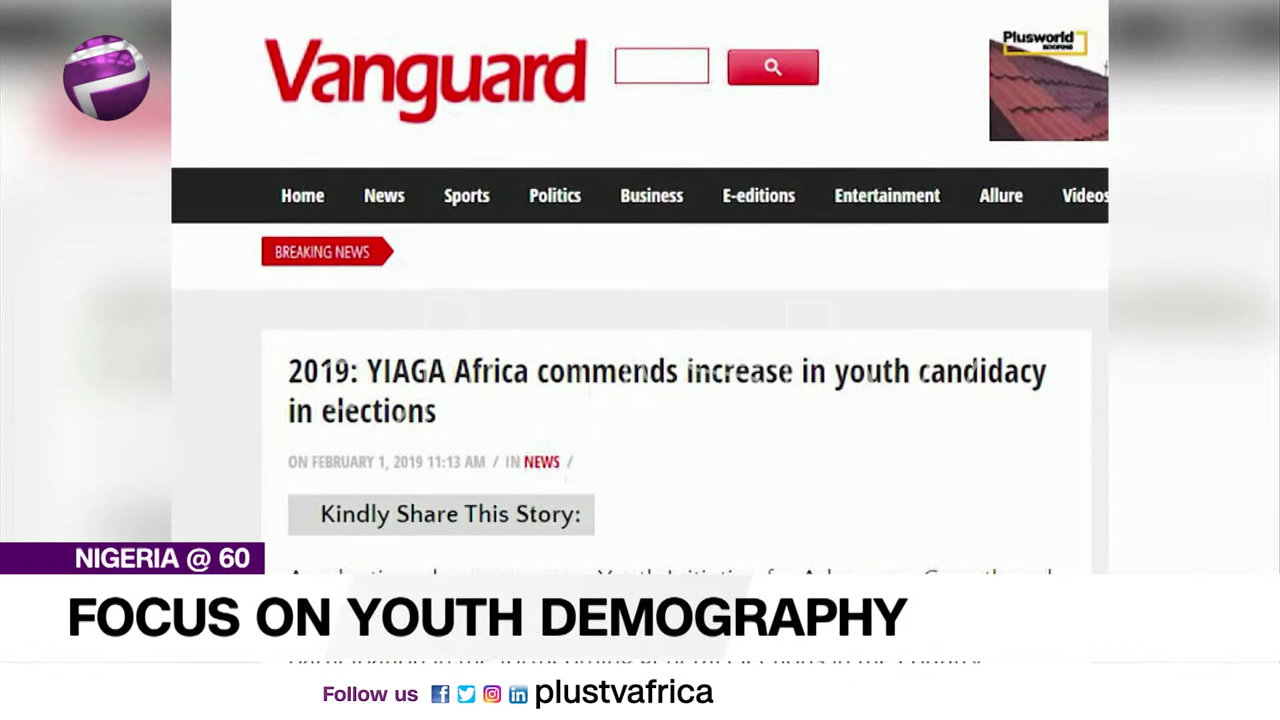 Vanguard
Plusworld
ROOFING
Home News Sports Politics Business E-editions Entertainment Allure Videos
BREAKING NEWS
2019: YIAGA Africa commends increase in youth candidacy
in elections
ON FEBRUARY 1, 2019 11:13 AM / IN NEWS /
Kindly Share This Story:
NIGERIA @ 60
FOCUS ON YOUTH DEMOGRAPHY
Follow us plustvafrica